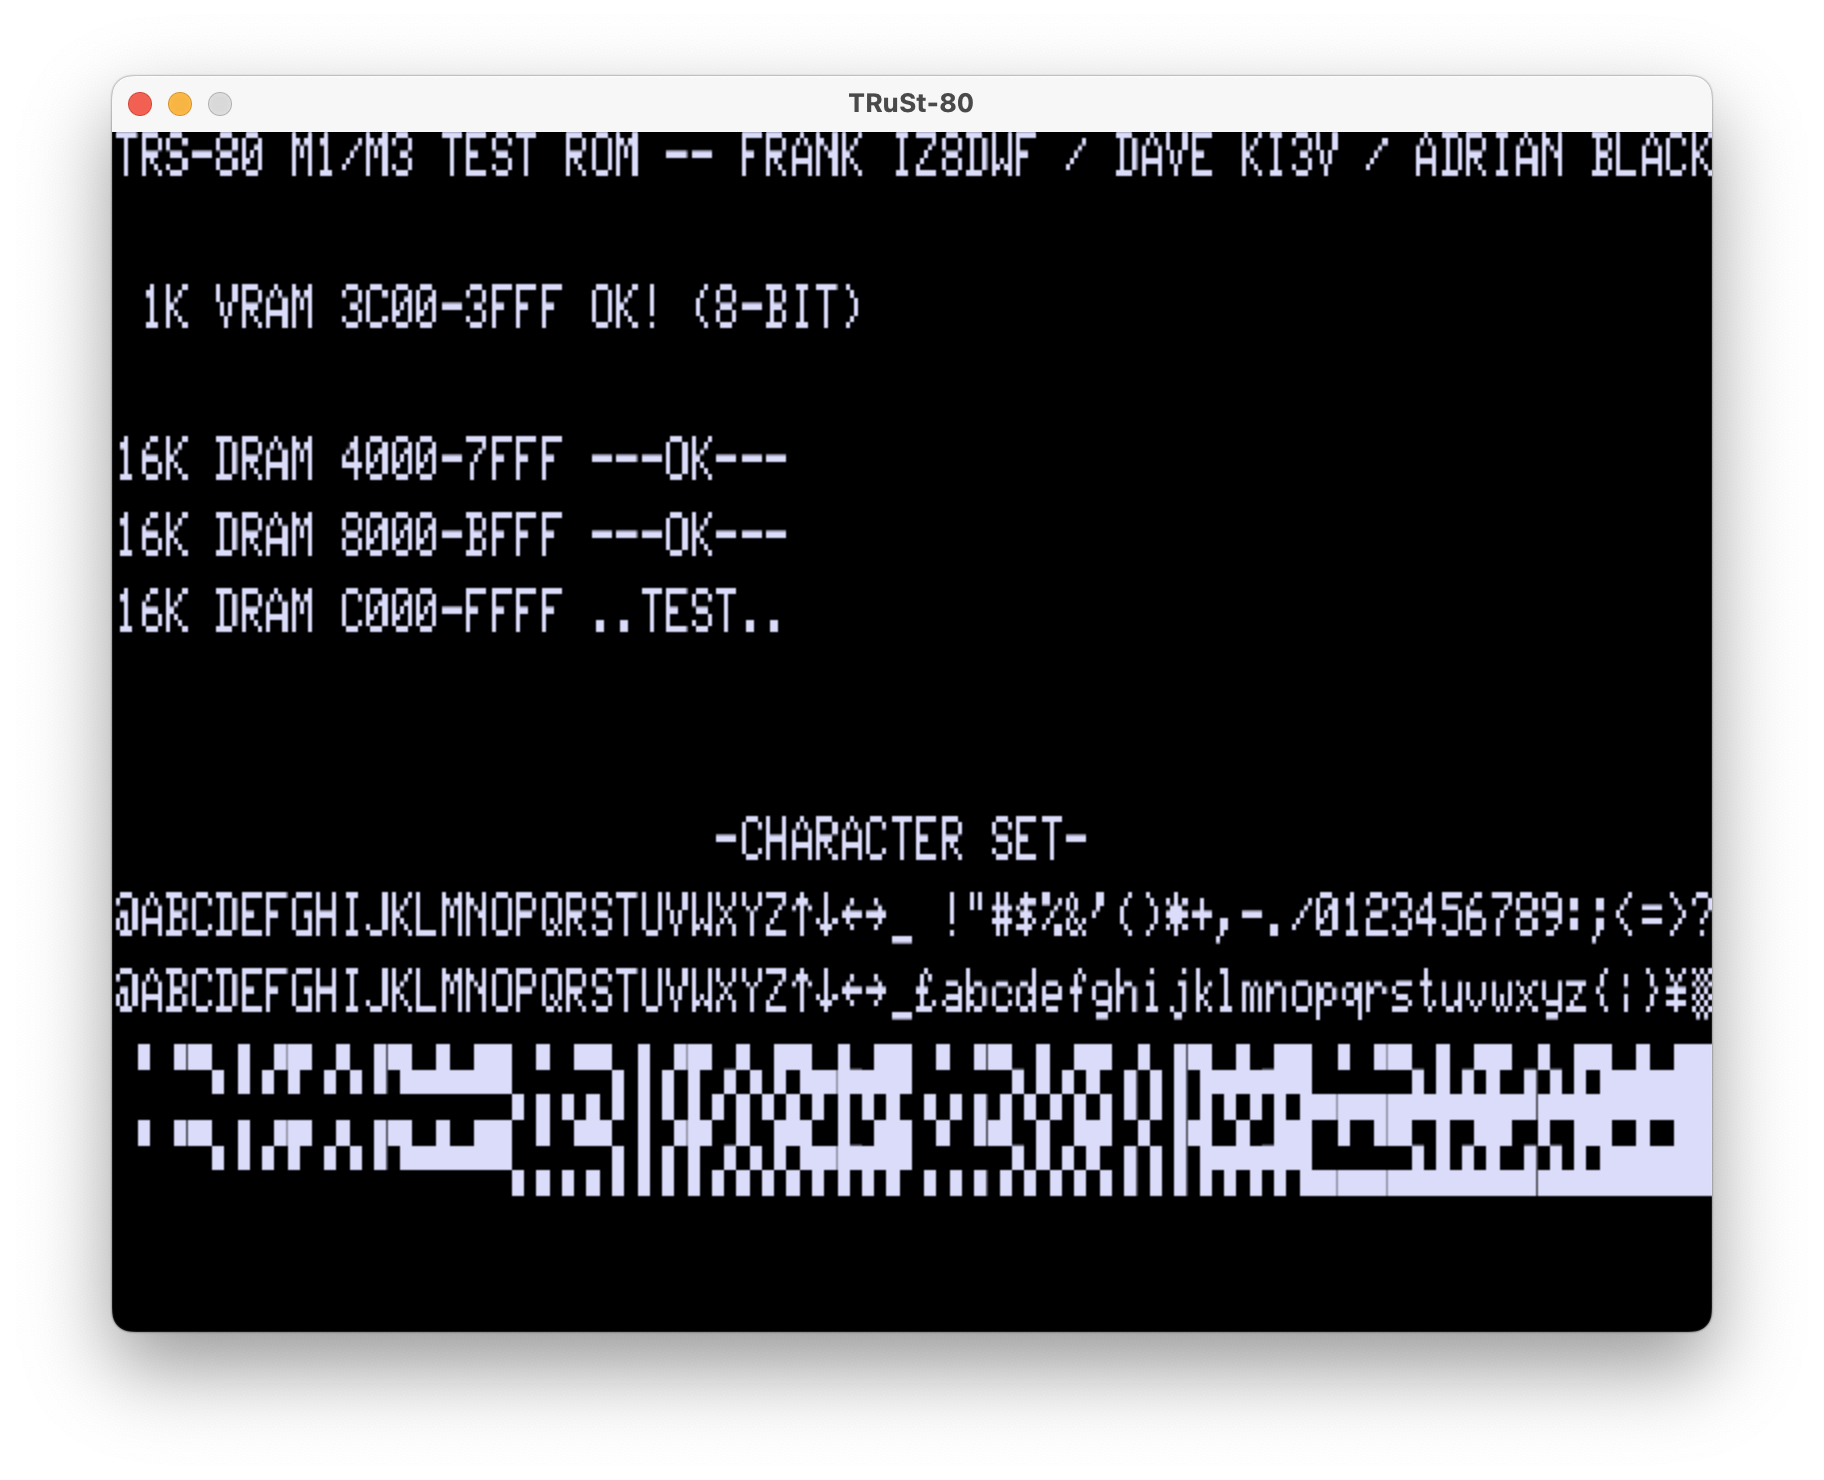 TRuSt-80
TRS-80 M1/M3 TEST ROM -- FRANK IZ8DWF / DAVE KI3V / ADRIAN BLACK
1K VRAM 3C00-3FFF OK! (8-BIT)
16K DRAM 4000-7FFF ---OK---
16K DRAM 8000-BFFF ---OK---
16K DRAM C000-FFFF ..TEST..
-CHARACTER SET-
@ABCDEFGHIJKLMNOPQRSTUVWXYZ↑↓←→_ !"#$%&'()*+,-./0123456789:;<=>?
@ABCDEFGHIJKLMNOPQRSTUVWXYZ↑↓←→_£abcdefghijklmnopqrstuvwxyz{¦}¥▒